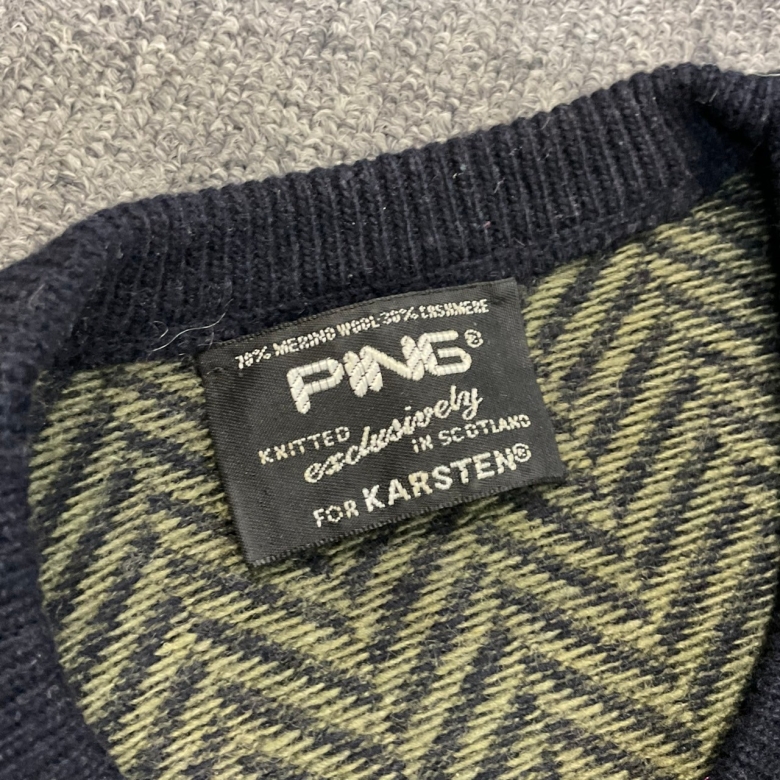 70% MERINO WOOL 30% CASHMERE
PING®
KNITTED exclusively IN SCOTLAND
FOR KARSTEN®